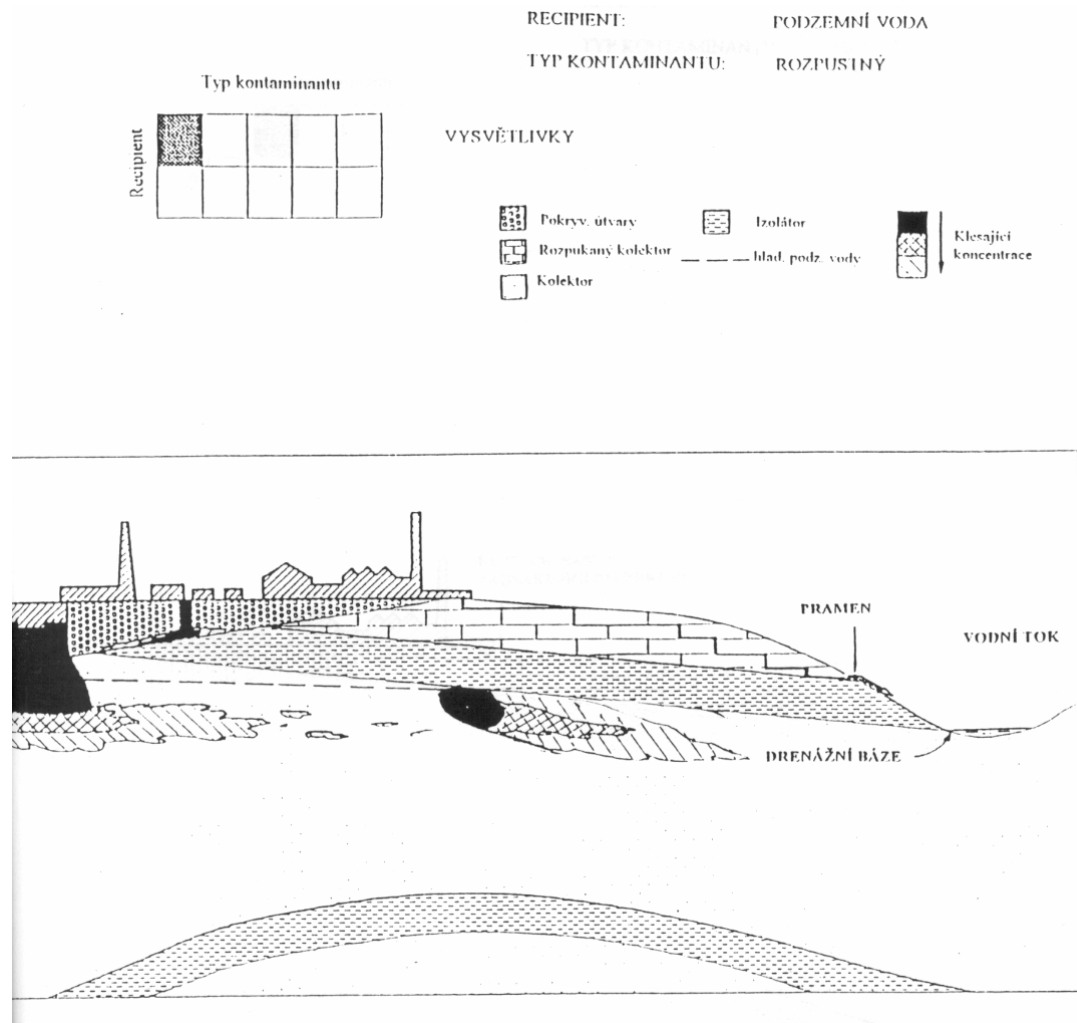 RECIPIENT: PODZEMNÍ VODA
TYP KONTAMINANTU: ROZPUSTNÝ
Typ kontaminantu
Recipient
VYSVĚTLIVKY
Pokryv. útvary
Izolátor
Klesající
koncentrace
Rozpukaný kolektor
hlad. podz. vody
Kolektor
PRAMEN
VODNÍ TOK
DRENÁŽNÍ BÁZE